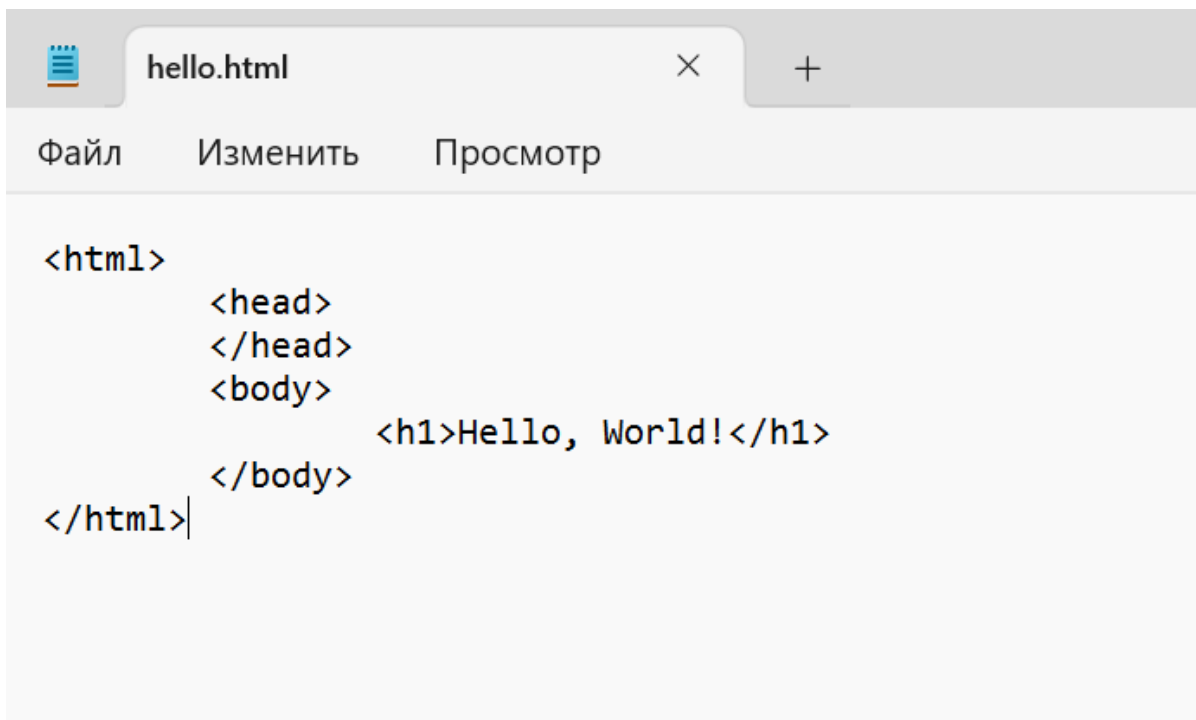 hello.html
Файл Изменить Просмотр
<html>
<head>
</head>
<body>
<h1>Hello, World!</h1>
</body>
</html>